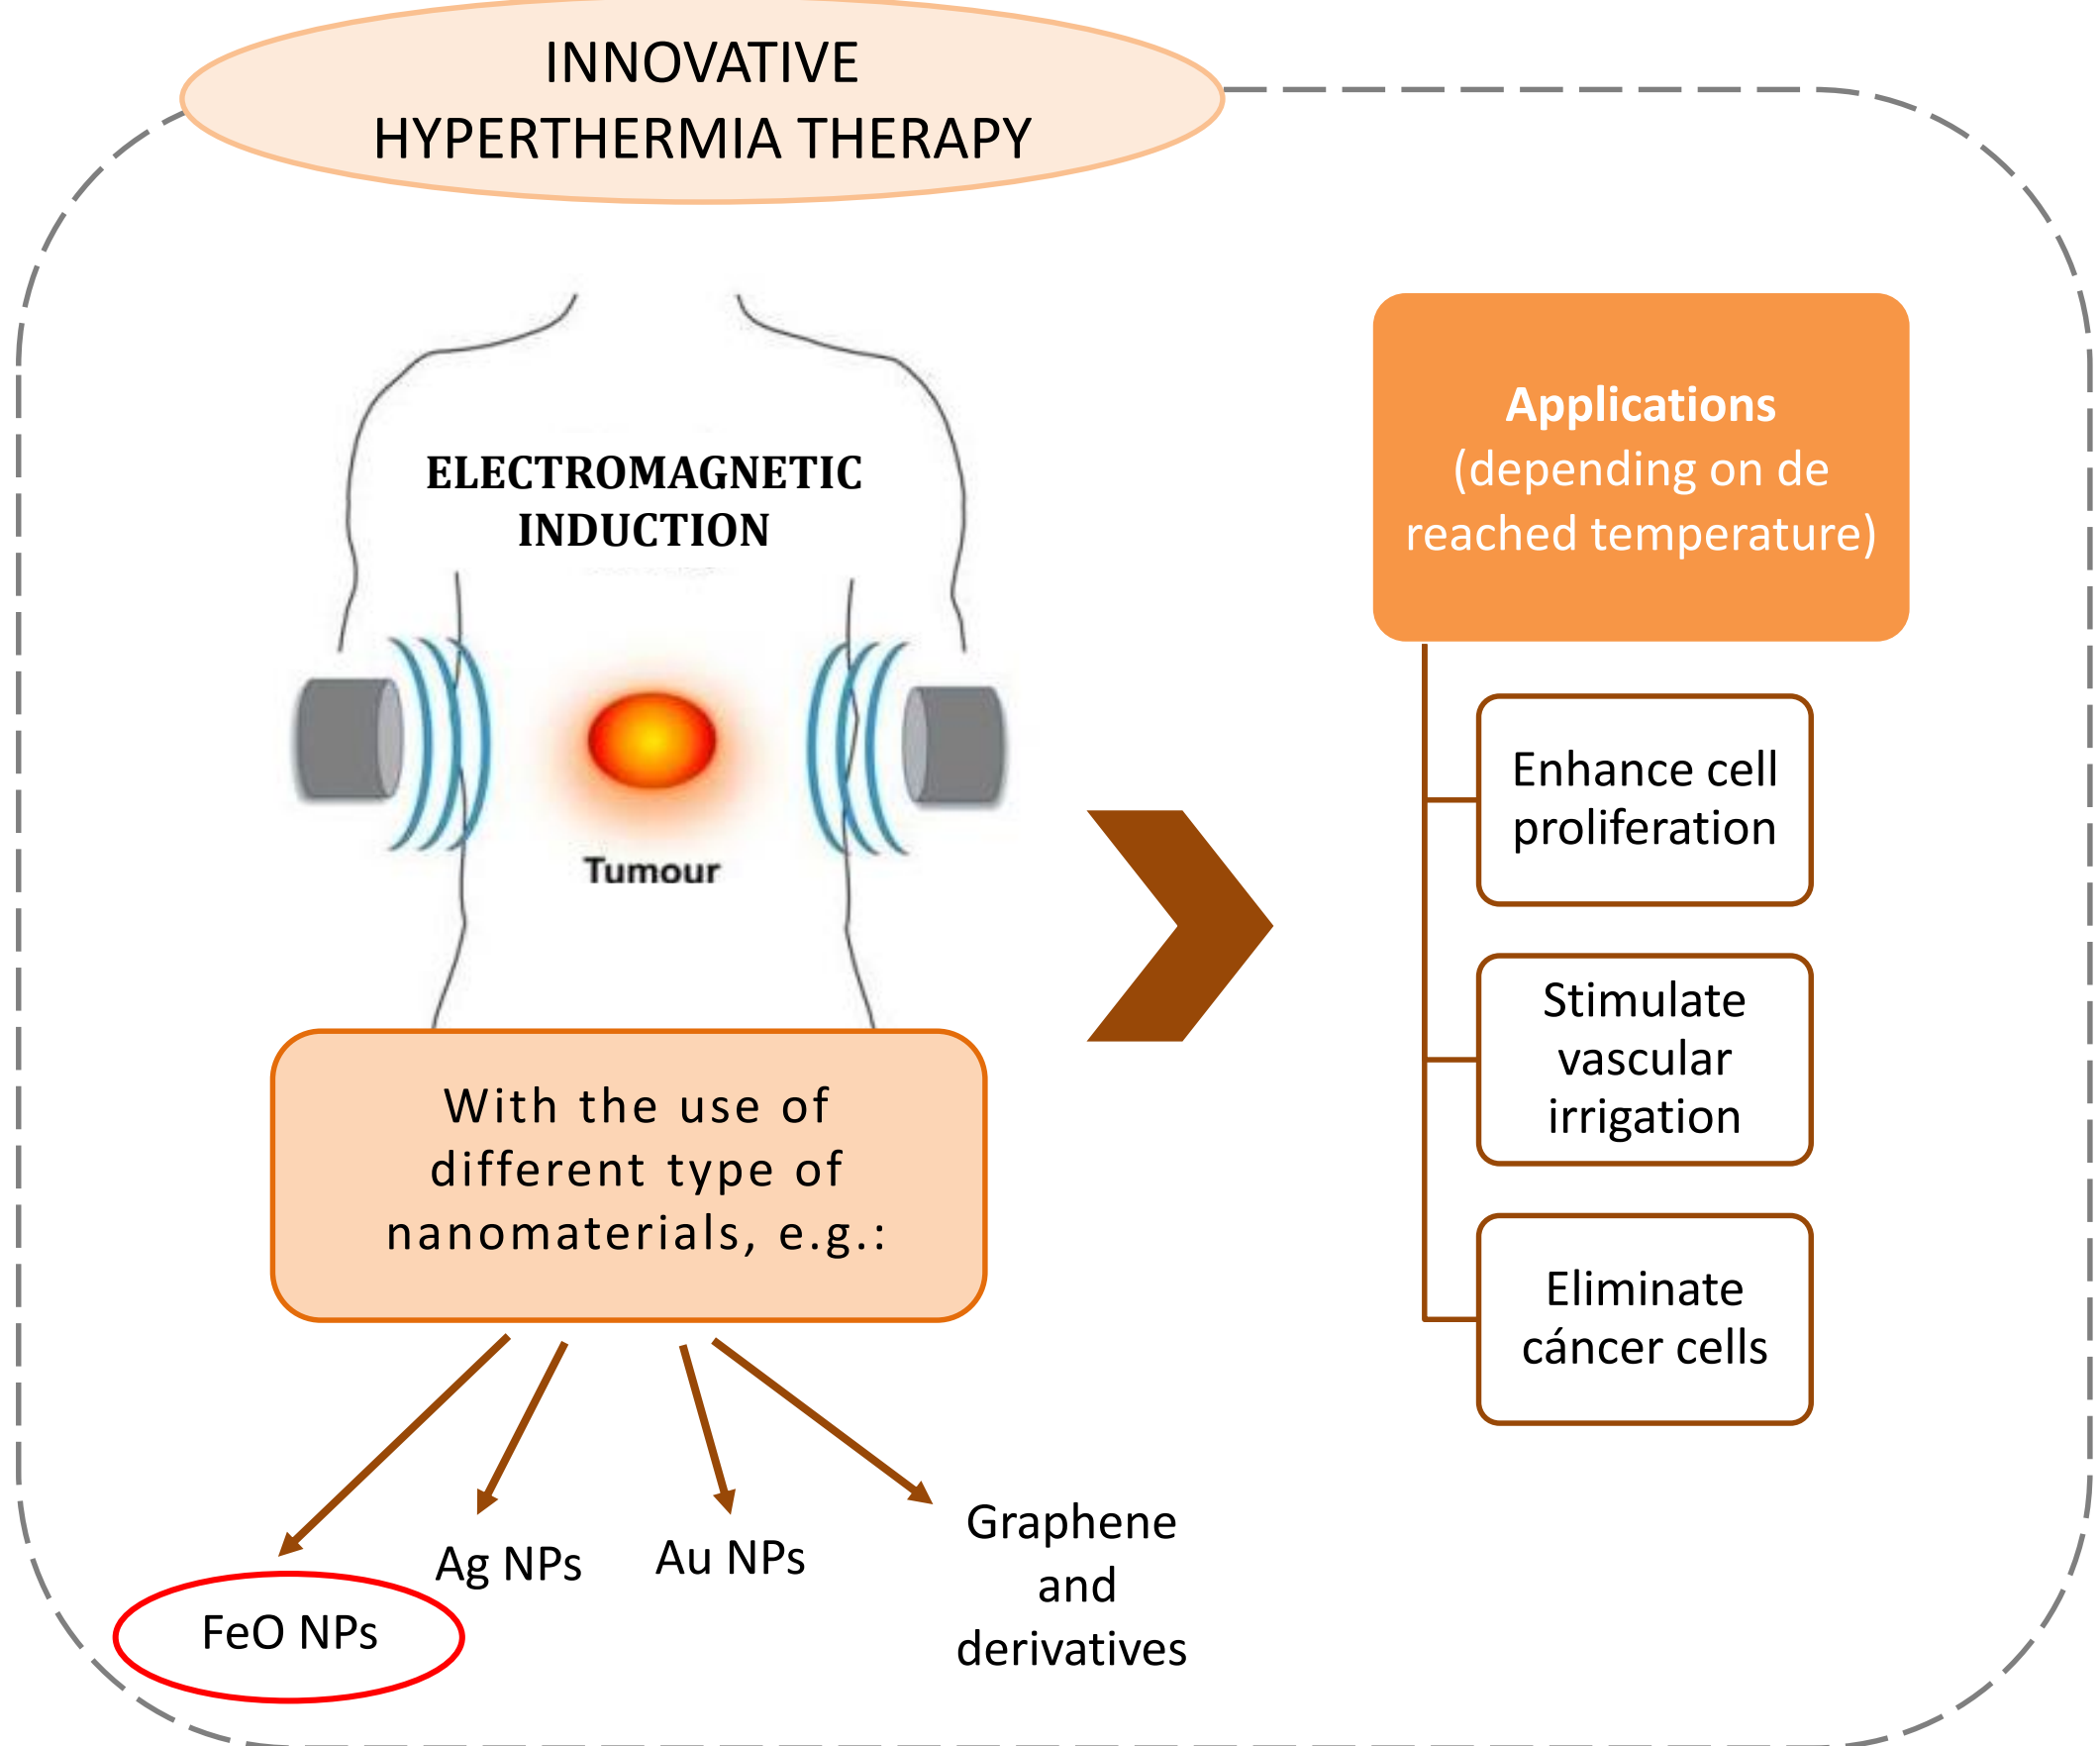 INNOVATIVE
HYPERTHERMIA THERAPY
ELECTROMAGNETIC
INDUCTION
Tumour
With the use of
different type of
nanomaterials, e.g.:
FeO NPs
Ag NPs
Au NPs
Graphene
and
derivatives
Applications
(depending on de
reached temperature)
Enhance cell
proliferation
Stimulate
vascular
irrigation
Eliminate
cáncer cells